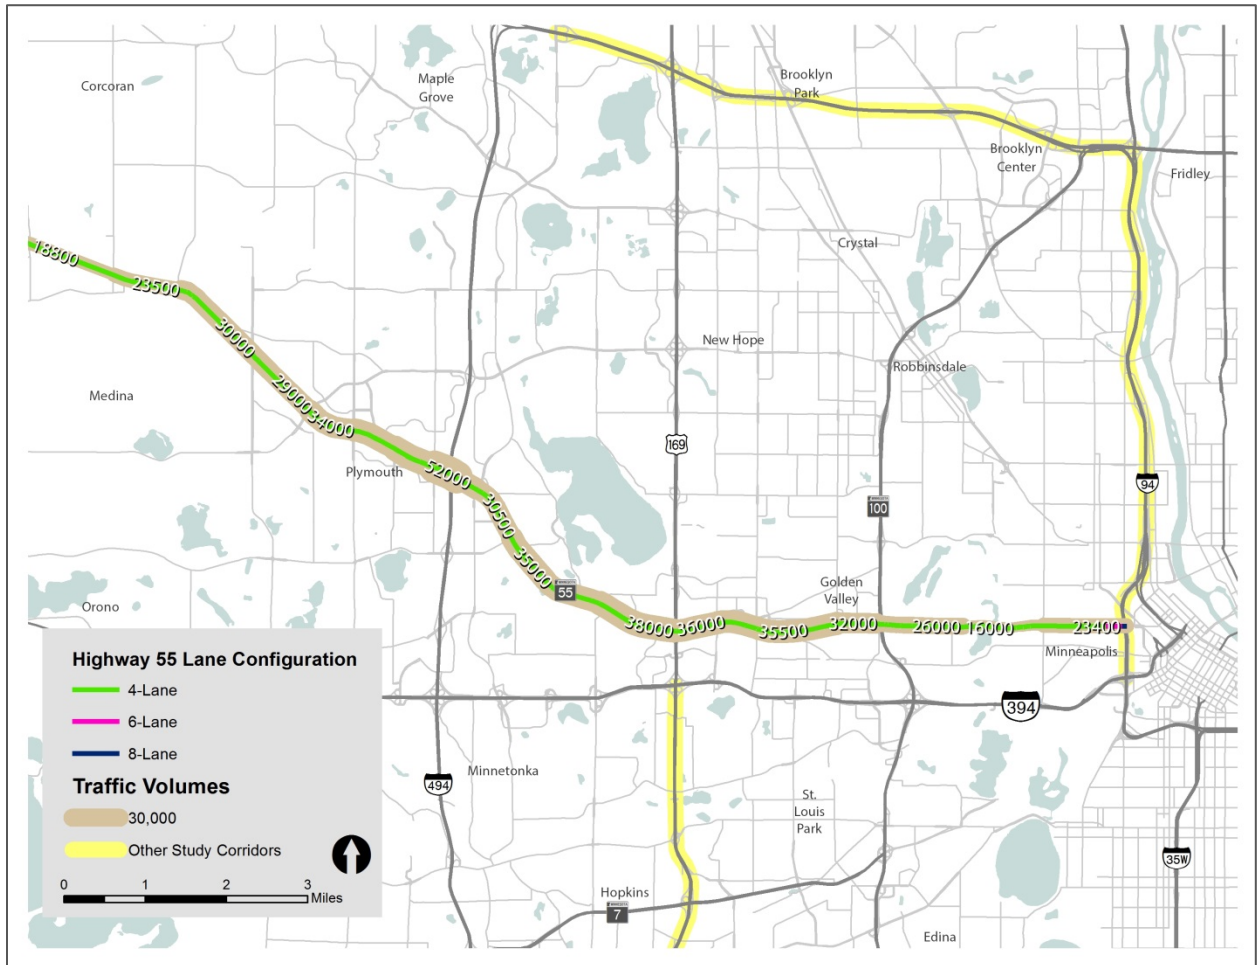 Corcoran
Maple
Grove
Brooklyn
Park
Brooklyn
Center
Fridley
Crystal
18800
23500
30000
29000
34000
52000
30500
35000
38000
36000
35500
32000
26000
16000
23400
New Hope
Robbinsdale
Medina
Plymouth
169
94
MINNESOTA
100
MINNESOTA
55
Golden
Valley
Orono
Minneapolis
394
Minnetonka
494
St.
Louis
Park
35W
Hopkins
MINNESOTA
7
Edina
Highway 55 Lane Configuration
4-Lane
6-Lane
8-Lane
Traffic Volumes
30,000
Other Study Corridors
0 1 2 3
Miles